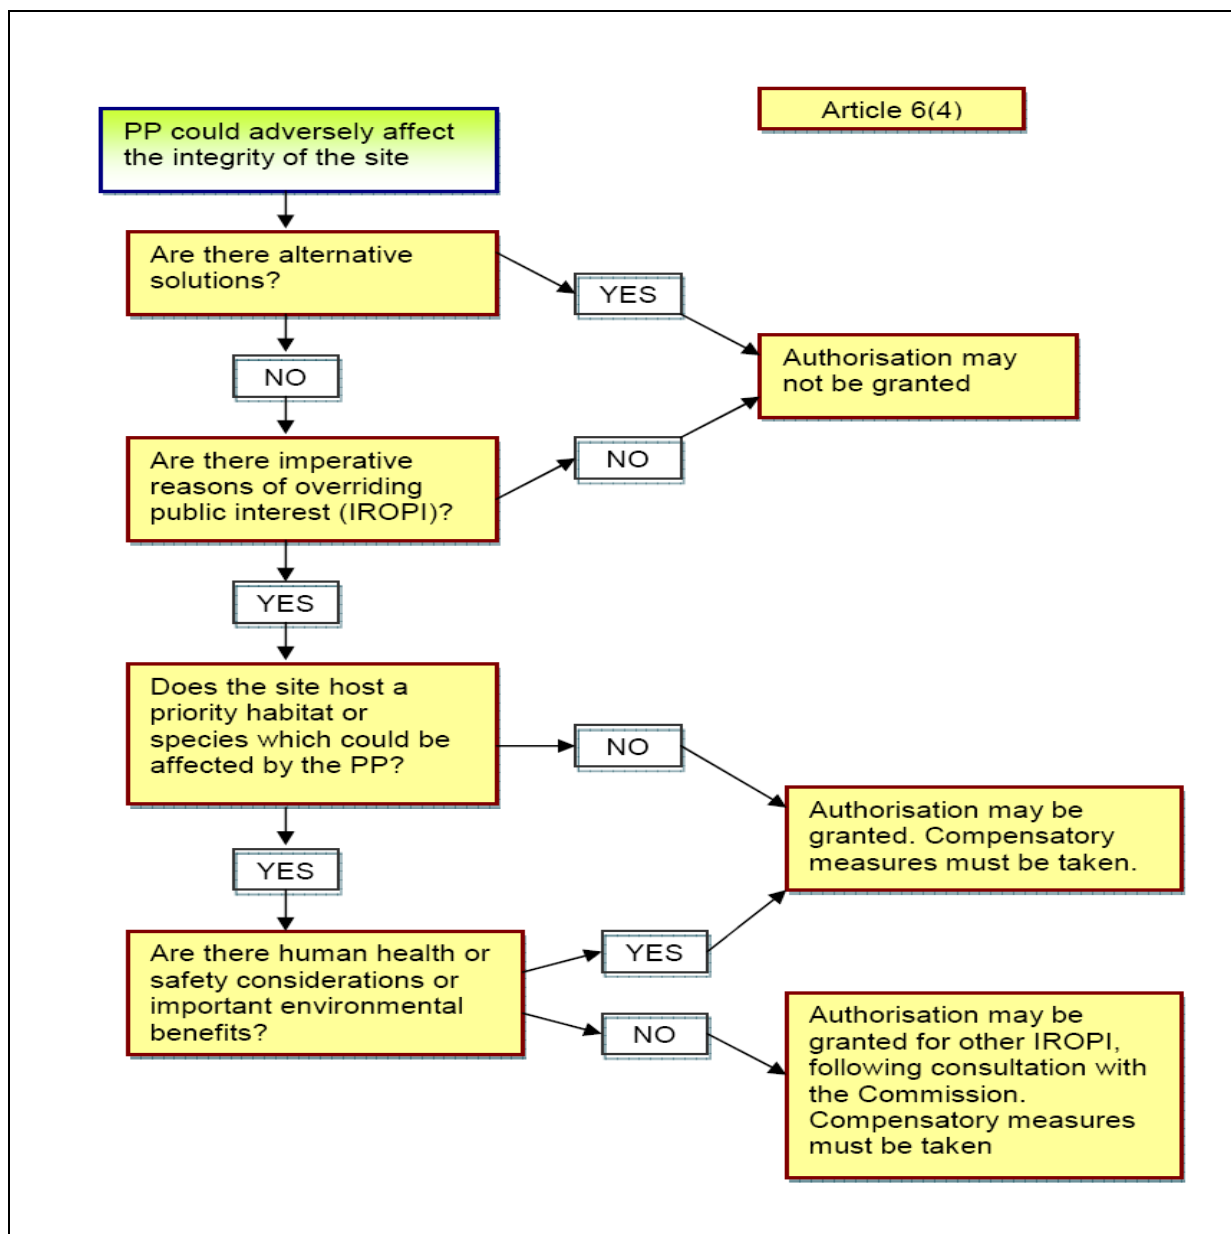 Article 6(4)
PP could adversely affect
the integrity of the site
Are there alternative
solutions?
YES
Authorisation may
not be granted
NO
Are there imperative
reasons of overriding
public interest (IROPI)?
NO
YES
Does the site host a
priority habitat or
species which could be
affected by the PP?
NO
Authorisation may be
granted. Compensatory
measures must be taken.
YES
Are there human health or
safety considerations or
important environmental
benefits?
YES
NO
Authorisation may be
granted for other IROPI,
following consultation with
the Commission.
Compensatory measures
must be taken